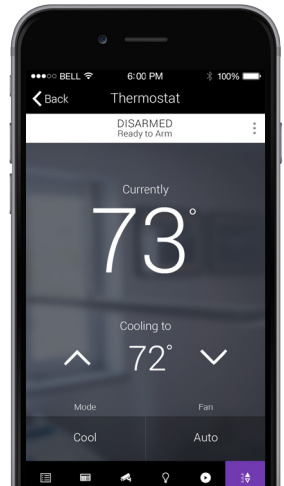 BELL 6:00 PM 100%
Back Thermostat
DISARMED
Ready to Arm
Currently
73°
Cooling to
72°
Mode Fan
Cool Auto